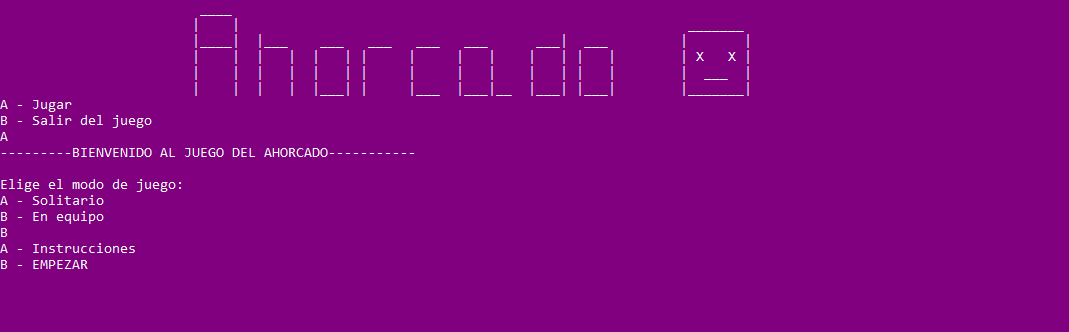 Ahorcado
X X
A - Jugar
B - Salir del juego
A
---------BIENVENIDO AL JUEGO DEL AHORCADO-----------
Elige el modo de juego:
A - Solitario
B - En equipo
B
A - Instrucciones
B - EMPEZAR